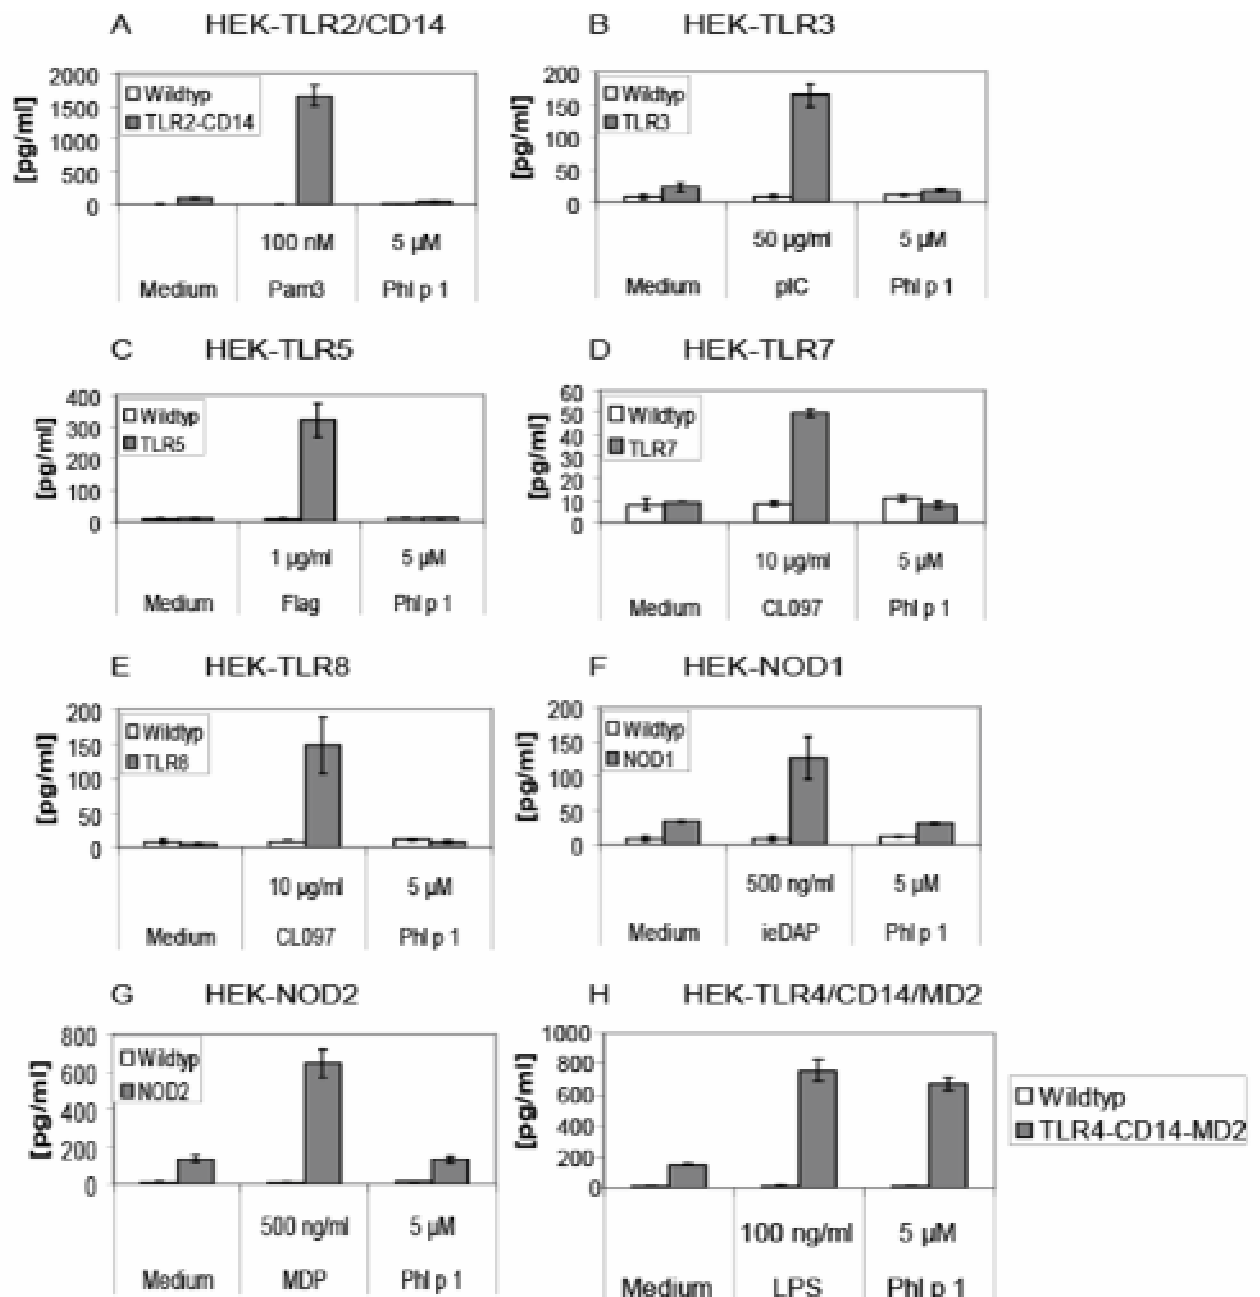 A HEK-TLR2/CD14
2000
1500
1000
500
0
[pg/ml]
Wildtyp
TLR2-CD14
100 nM 5 µM
Medium Pam3 Phl p 1
B HEK-TLR3
200
150
100
50
0
[pg/ml]
Wildtyp
TLR3
50 µg/ml 5 µM
Medium pIC Phl p 1
C HEK-TLR5
400
300
200
100
0
[pg/ml]
Wildtyp
TLR5
1 µg/ml 5 µM
Medium Flag Phl p 1
D HEK-TLR7
60
50
40
30
20
10
0
[pg/ml]
Wildtyp
TLR7
10 µg/ml 5 µM
Medium CL097 Phl p 1
E HEK-TLR8
200
150
100
50
0
[pg/ml]
Wildtyp
TLR8
10 µg/ml 5 µM
Medium CL097 Phl p 1
F HEK-NOD1
200
150
100
50
0
[pg/ml]
Wildtyp
NOD1
500 ng/ml 5 µM
Medium ieDAP Phl p 1
G HEK-NOD2
800
600
400
200
0
[pg/ml]
Wildtyp
NOD2
500 ng/ml 5 µM
Medium MDP Phl p 1
H HEK-TLR4/CD14/MD2
1000
800
600
400
200
0
[pg/ml]
Wildtyp
TLR4-CD14-MD2
100 ng/ml 5 µM
Medium LPS Phl p 1